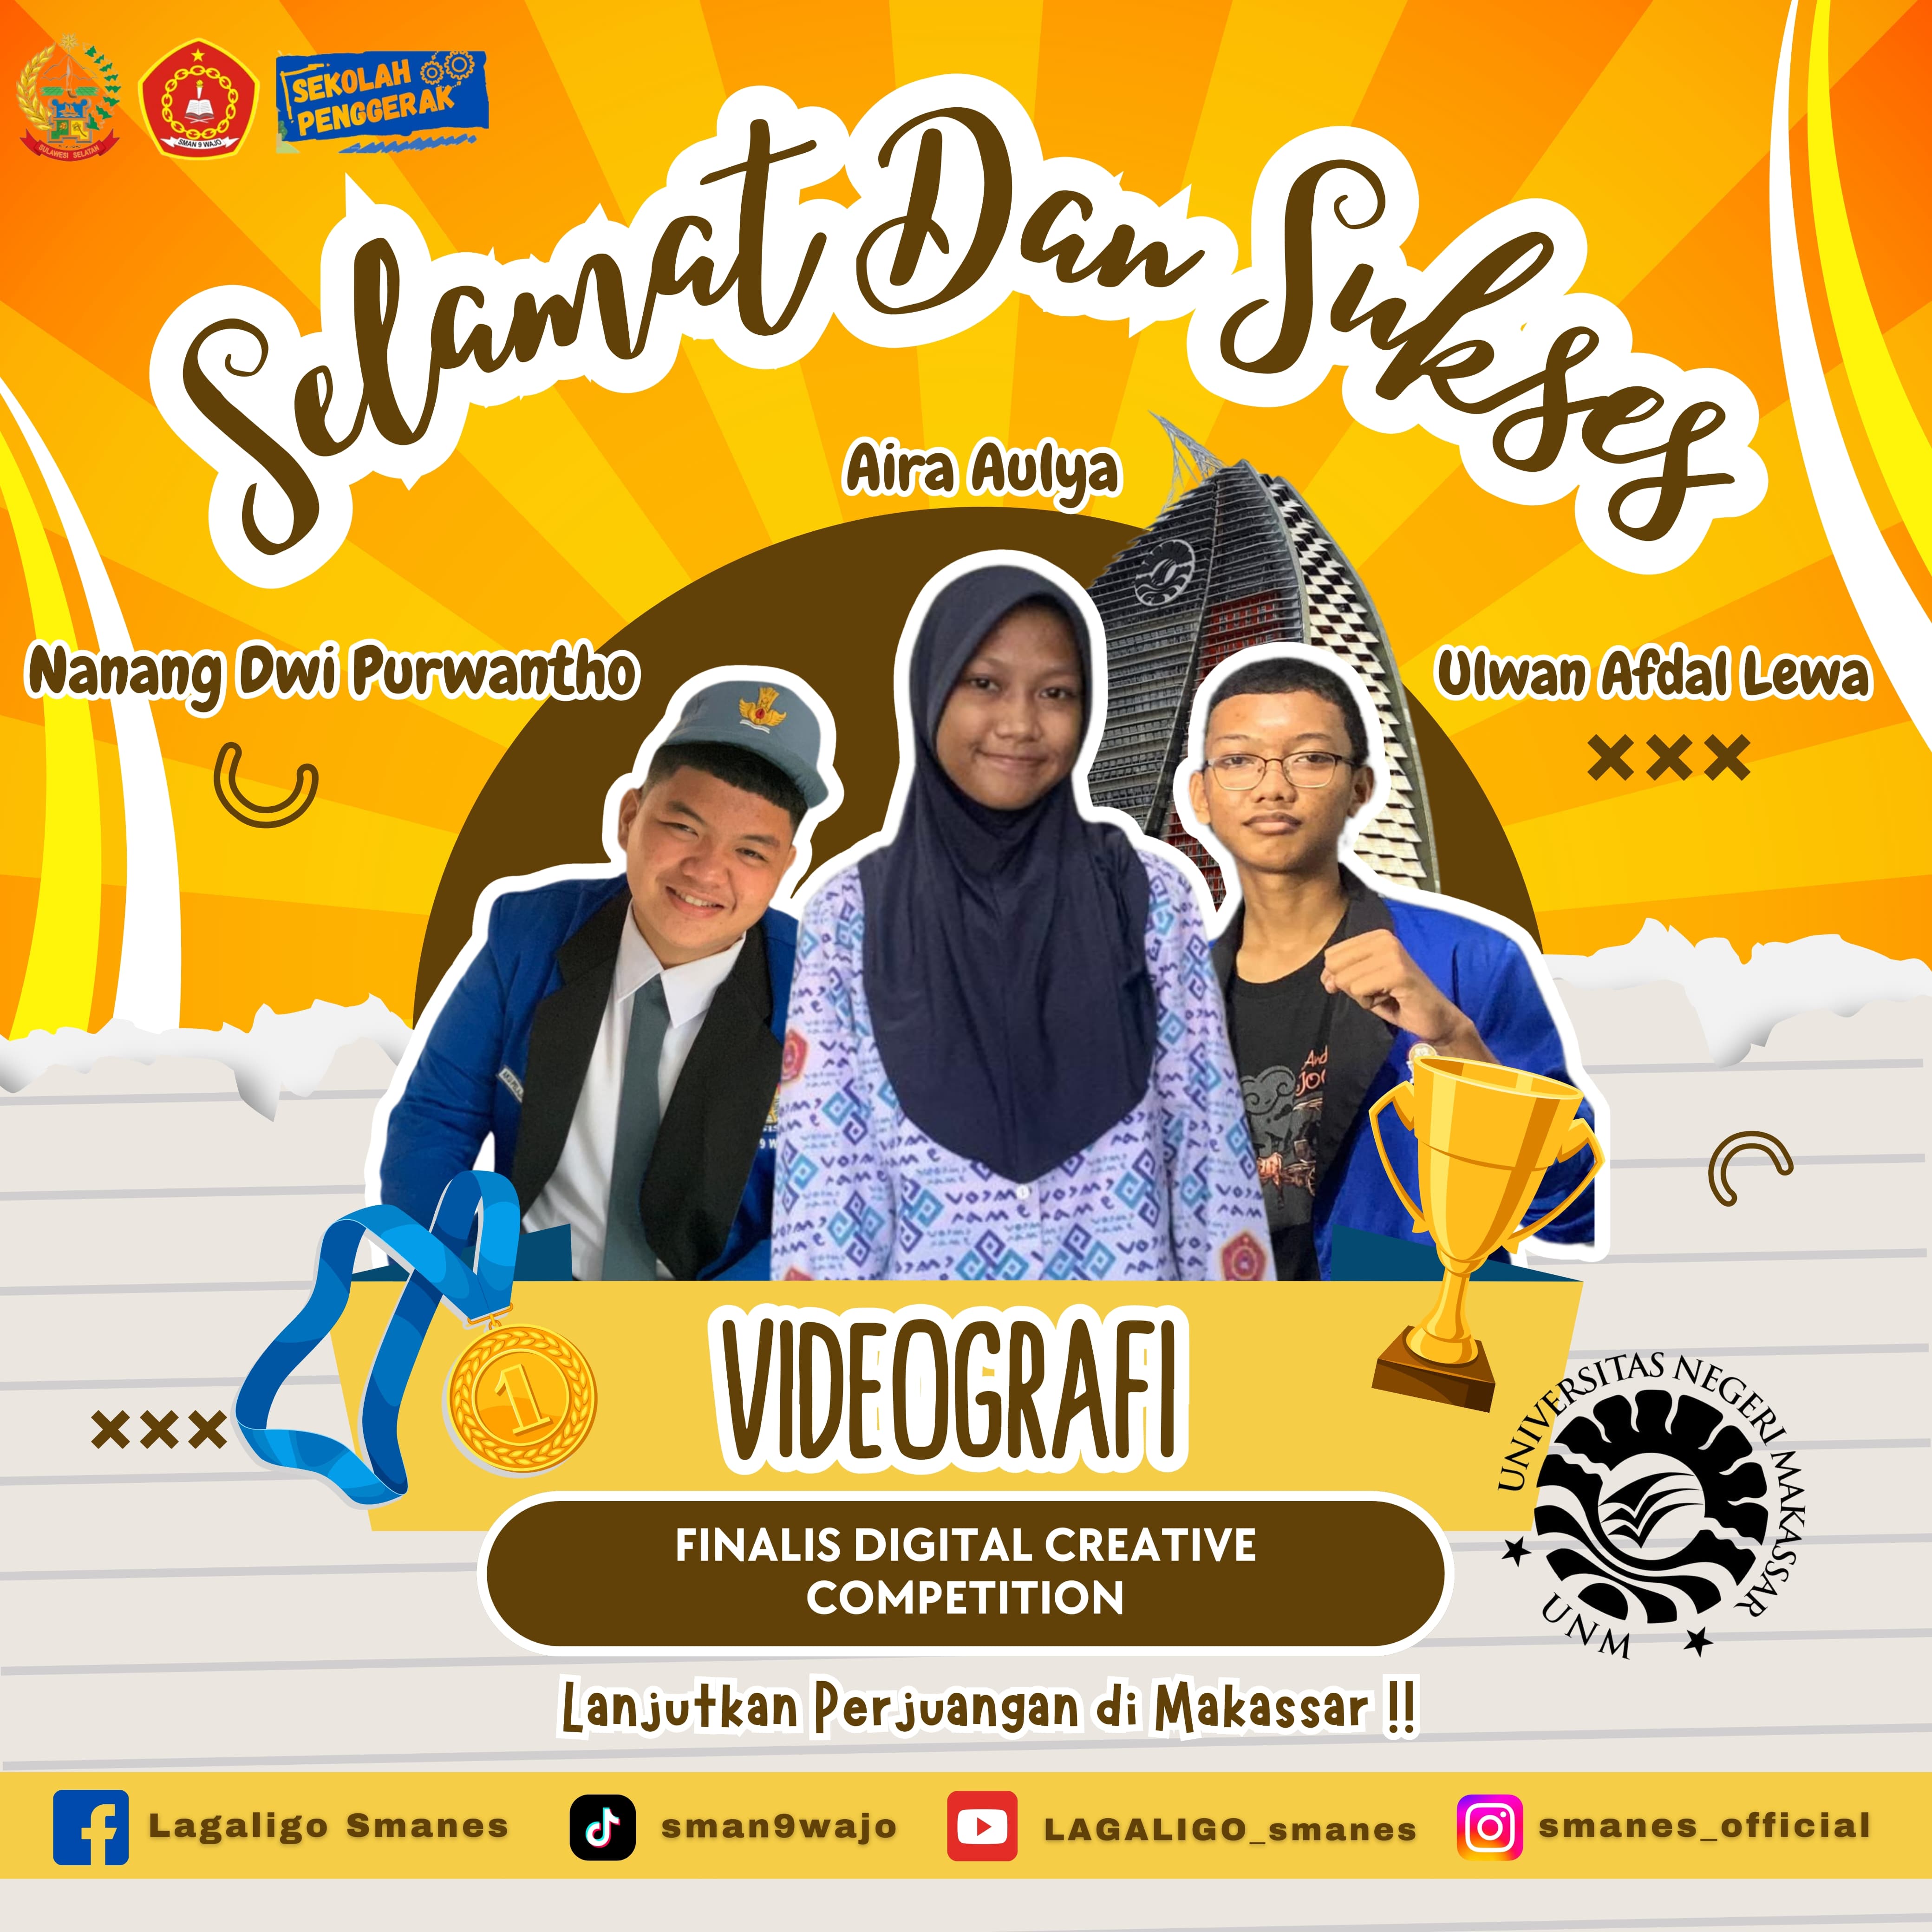 SULAWESI SELATAN
SMAN 9 WAJO
SEKOLAH
PENGGERAK
Selamat Dan Sukses
Aira Aulya
Nanang Dwi Purwantho
Ulwan Afdal Lewa
VIDEOGRAFI
1
FINALIS DIGITAL CREATIVE
COMPETITION
UNIVERSITAS NEGERI MAKASSAR
UNM
Lanjutkan Perjuangan di Makassar !!
Lagaligo Smanes
sman9wajo
LAGALIGO_smanes
smanes_official